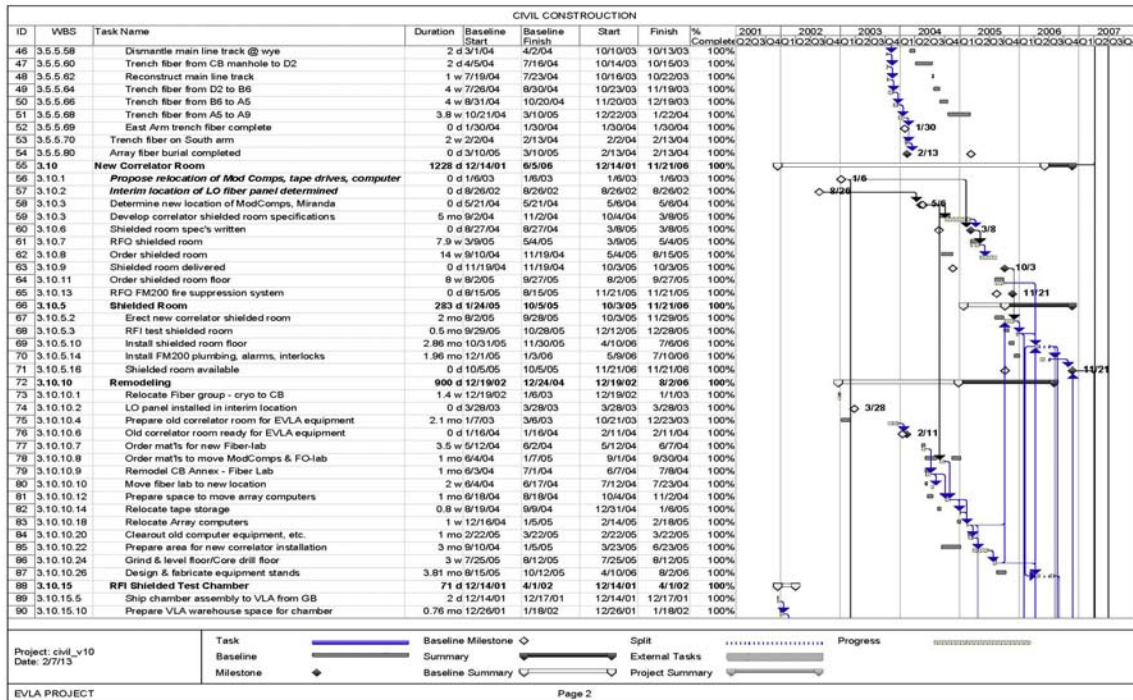 CIVIL CONSTROUCTION
ID WBS Task Name Duration Baseline Start Baseline Finish Start Finish % Complete 2001 2002 2003 2004 2005 2006 2007
46 3.5.5.58 Dismantle main line track @ wye 2 d 3/1/04 4/2/04 10/10/03 10/13/03 100%
47 3.5.5.60 Trench fiber from CB manhole to D2 2 d 4/5/04 7/16/04 10/14/03 10/15/03 100%
48 3.5.5.62 Reconstruct main line track 1 w 7/19/04 7/23/04 10/16/03 10/22/03 100%
49 3.5.5.64 Trench fiber from D2 to B6 4 w 7/26/04 8/30/04 10/23/03 11/19/03 100%
50 3.5.5.66 Trench fiber from B6 to A5 4 w 8/31/04 10/20/04 11/20/03 12/19/03 100%
51 3.5.5.68 Trench fiber from A5 to A9 3.8 w 10/21/04 3/10/05 12/22/03 1/22/04 100%
52 3.5.5.69 East Arm trench fiber complete 0 d 1/30/04 1/30/04 1/30/04 1/30/04 100% 1/30
53 3.5.5.70 Trench fiber on South arm 2 w 2/2/04 2/13/04 2/2/04 2/13/04 100%
54 3.5.5.80 Array fiber burial completed 0 d 3/10/05 3/10/05 2/13/04 2/13/04 100% 2/13
55 3.10 New Correlator Room 1228 d 12/14/01 6/5/06 12/14/01 11/21/06 100%
56 3.10.1 Propose relocation of Mod Comps, tape drives, computer 0 d 1/6/03 1/6/03 1/6/03 1/6/03 100% 1/6
57 3.10.2 Interim location of LO fiber panel determined 0 d 8/26/02 8/26/02 8/26/02 8/26/02 100% 8/26
58 3.10.3 Determine new location of ModComps, Miranda 0 d 5/21/04 5/21/04 5/6/04 5/6/04 100% 5/6
59 3.10.3 Develop correlator shielded room specifications 5 mo 9/2/04 11/2/04 10/4/04 3/8/05 100%
60 3.10.6 Shielded room spec's written 0 d 8/27/04 8/27/04 3/8/05 3/8/05 100% 3/8
61 3.10.7 RFQ shielded room 7.9 w 3/9/05 5/4/05 3/9/05 5/4/05 100%
62 3.10.8 Order shielded room 14 w 9/10/04 11/19/04 5/4/05 8/15/05 100%
63 3.10.9 Shielded room delivered 0 d 11/19/04 11/19/04 10/3/05 10/3/05 100% 10/3
64 3.10.11 Order shielded room floor 8 w 8/2/05 9/27/05 8/2/05 9/27/05 100%
65 3.10.13 RFQ FM200 fire suppression system 0 d 8/15/05 8/15/05 11/21/05 11/21/05 100% 11/21
66 3.10.5 Shielded Room 283 d 1/24/05 10/5/05 10/3/05 11/21/06 100%
67 3.10.5.2 Erect new correlator shielded room 2 mo 8/2/05 9/28/05 10/3/05 11/29/05 100%
68 3.10.5.3 RFI test shielded room 0.5 mo 9/29/05 10/28/05 12/12/05 12/28/05 100%
69 3.10.5.10 Install shielded room floor 2.86 mo 10/31/05 11/30/05 4/10/06 7/6/06 100%
70 3.10.5.14 Install FM200 plumbing, alarms, interlocks 1.96 mo 12/1/05 1/3/06 5/9/06 7/10/06 100%
71 3.10.5.16 Shield room available 0 d 10/5/05 10/5/05 11/21/06 11/21/06 100% 11/21
72 3.10.10 Remodeling 900 d 12/19/02 12/24/04 12/19/02 8/2/06 100%
73 3.10.10.1 Relocate Fiber group - cryo to CB 1.4 w 12/19/02 1/6/03 12/19/02 1/1/03 100%
74 3.10.10.2 LO panel installed in interim location 0 d 3/28/03 3/28/03 3/28/03 3/28/03 100% 3/28
75 3.10.10.4 Prepare old correlator room for EVLA equipment 2.1 mo 1/7/03 3/6/03 10/21/03 12/23/03 100%
76 3.10.10.6 Old correlator room ready for EVLA equipment 0 d 1/16/04 1/16/04 2/11/04 2/11/04 100% 2/11
77 3.10.10.7 Order mat'ls for new Fiber-lab 3.5 w 5/12/04 6/2/04 5/12/04 6/7/04 100%
78 3.10.10.8 Order mat'ls to move ModComps & FO-lab 1 mo 6/4/04 1/7/05 9/1/04 9/30/04 100%
79 3.10.10.9 Remodel CB Annex - Fiber Lab 1 mo 6/3/04 7/1/04 6/7/04 7/8/04 100%
80 3.10.10.10 Move fiber lab to new location 2 w 6/4/04 6/17/04 7/12/04 7/23/04 100%
81 3.10.10.12 Prepare space to move array computers 1 mo 6/18/04 8/18/04 10/4/04 11/2/04 100%
82 3.10.10.14 Relocate tape storage 0.8 w 8/19/04 9/9/04 12/31/04 1/6/05 100%
83 3.10.10.18 Relocate Array computers 1 w 12/16/04 1/5/05 2/14/05 2/18/05 100%
84 3.10.10.20 Clearout old computer equipment, etc. 1 mo 2/22/05 3/22/05 2/22/05 3/22/05 100%
85 3.10.10.22 Prepare area for new correlator installation 3 mo 9/10/04 1/5/05 3/23/05 6/23/05 100%
86 3.10.10.24 Grind & level floor/Core drill floor 3 w 7/25/05 8/12/05 7/25/05 8/12/05 100%
87 3.10.10.26 Design & fabricate equipment stands 3.81 mo 8/15/05 10/12/05 4/10/06 8/2/06 100%
88 3.10.15 RFI Shielded Test Chamber 71 d 12/14/01 4/1/02 12/14/01 4/1/02 100%
89 3.10.15.5 Ship chamber assembly to VLA from GB 2 d 12/14/01 12/17/01 12/14/01 12/17/01 100%
90 3.10.15.10 Prepare VLA warehouse space for chamber 0.76 mo 12/26/01 1/18/02 12/26/01 1/18/02 100%
Project: civil_v10
Date: 2/7/13
Task Baseline Milestone Split Progress
Baseline Summary External Tasks
Milestone Baseline Summary Project Summary
EVLA PROJECT Page 2